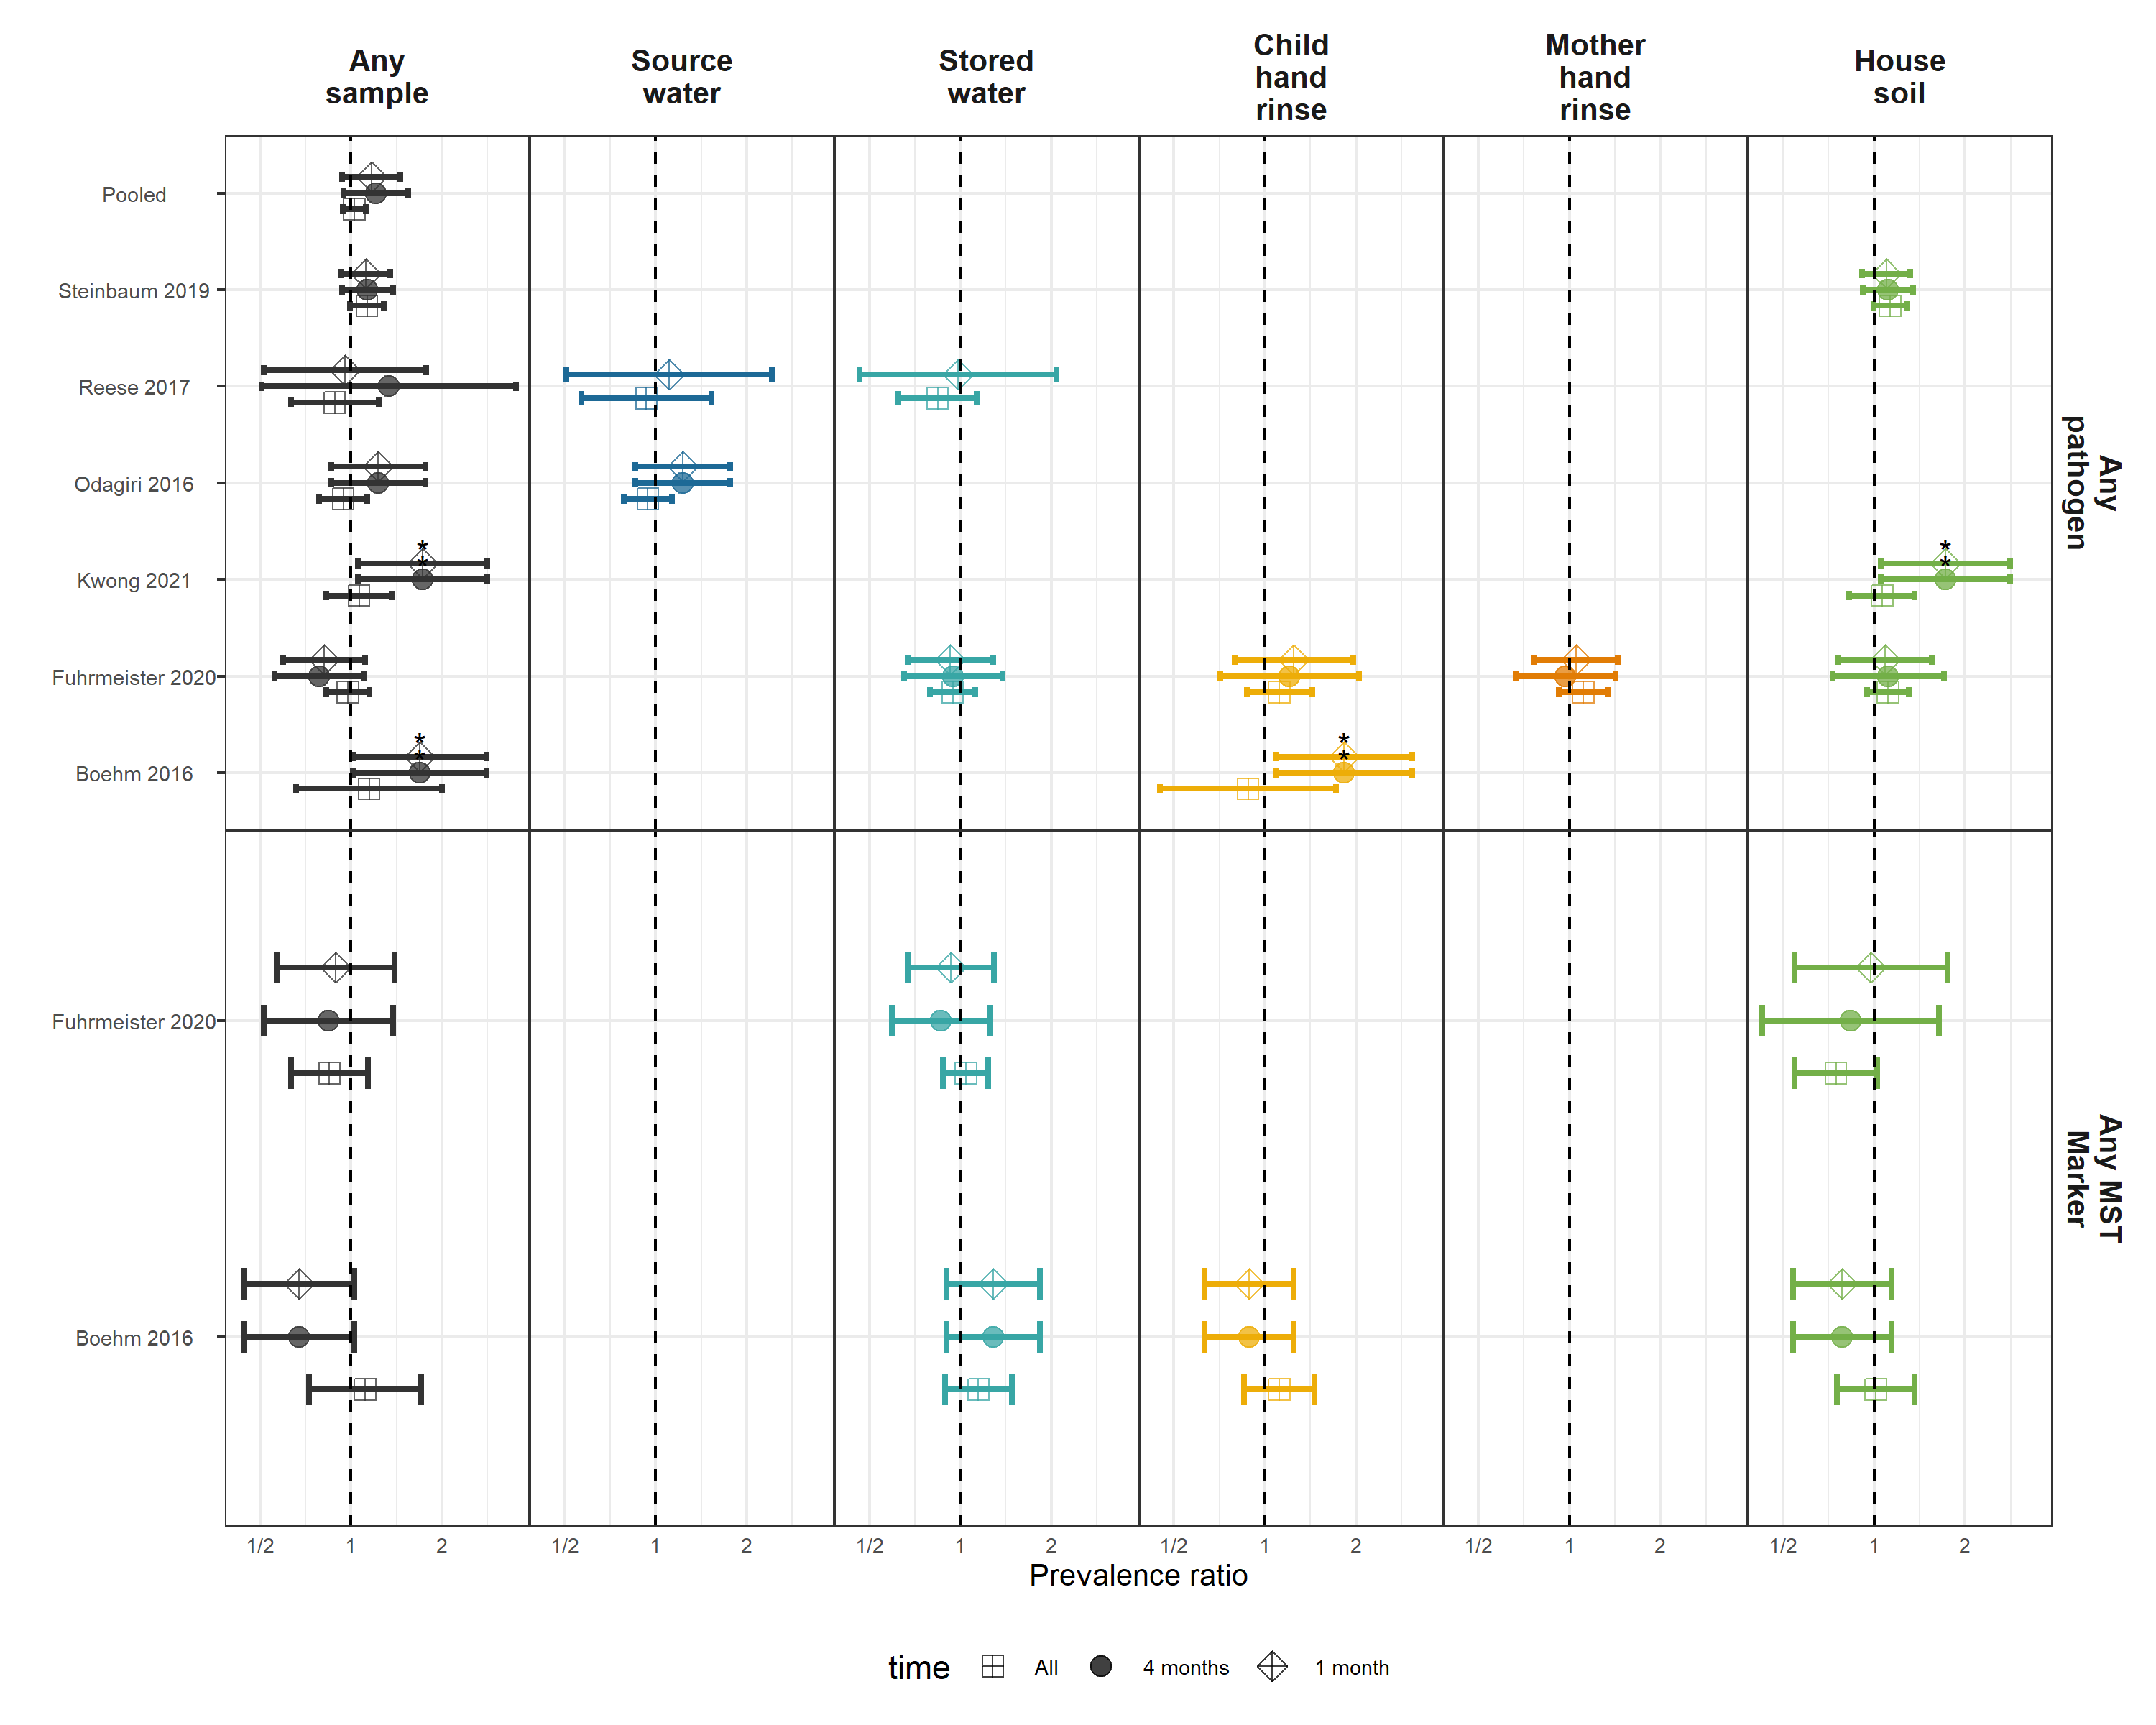 Any
sample
Source
water
Stored
water
Child
hand
rinse
Mother
hand
rinse
House
soil
Pooled
Steinbaum 2019
Reese 2017
Odagiri 2016
*
*
*
*
Kwong 2021
Fuhrmeister 2020
*
*
*
*
Boehm 2016
Any
pathogen
Fuhrmeister 2020
Boehm 2016
Any MST
Marker
1/2 1 2 1/2 1 2 1/2 1 2 1/2 1 2 1/2 1 2 1/2 1 2
Prevalence ratio
time All 4 months 1 month